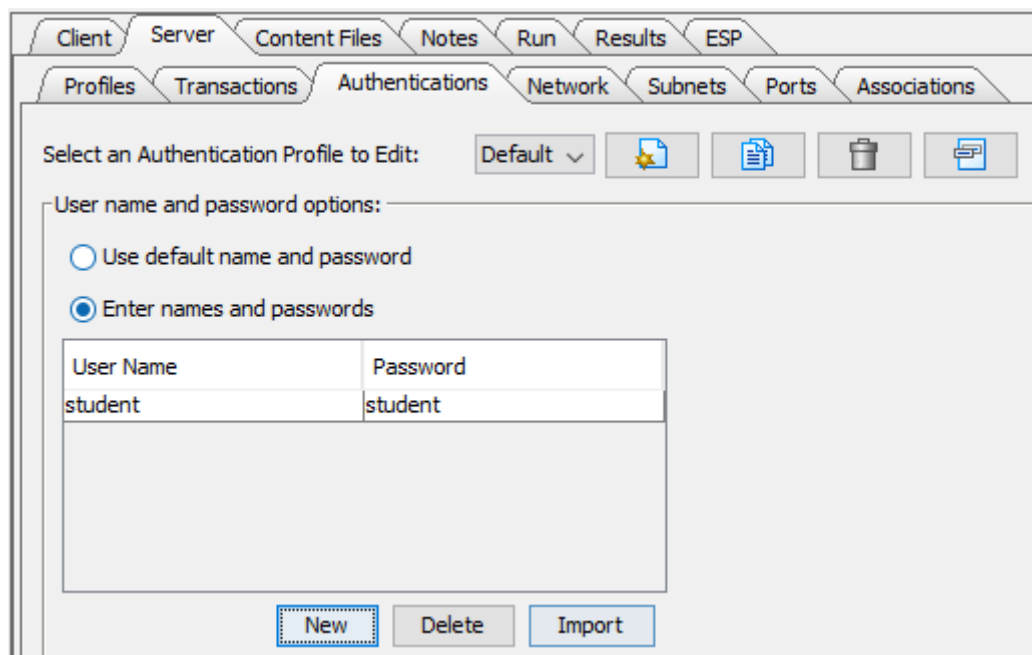 Client Server Content Files Notes Run Results ESP
Profiles Transactions Authentications Network Subnets Ports Associations
Select an Authentication Profile to Edit: Default
User name and password options:
Use default name and password
Enter names and passwords
User Name Password
student student
New Delete Import